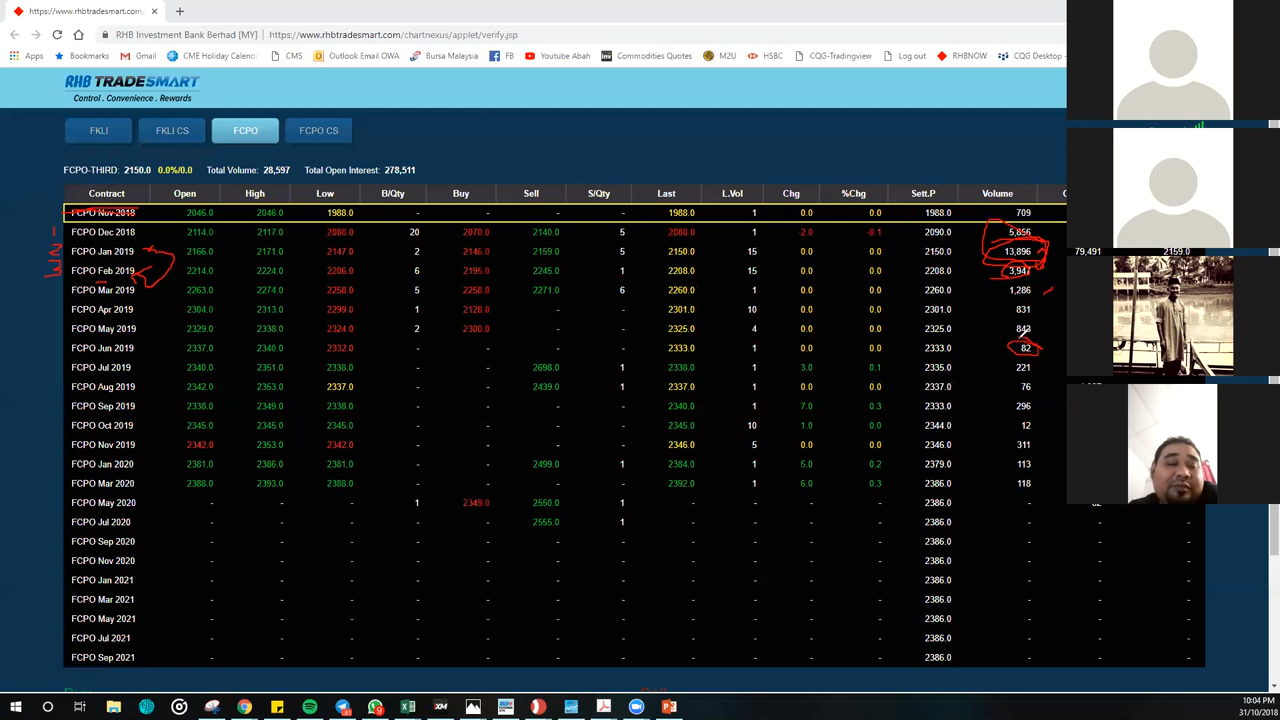 https://www.rhbtradesmart.com/
RHB Investment Bank Berhad [MY] https://www.rhbtradesmart.com/chartnexus/applet/verify.jsp
Apps Bookmarks Gmail CME Holiday Calend CMS Outlook Email OWA Bursa Malaysia FB Youtube Abah Commodities Quotes M2U HSBC CQG-Tradingview Log out RHBNOW CQG Desktop
RHB TRADESMART
Control . Convenience . Rewards
FKLI FKLI CS FCPO FCPO CS
FCPO-THIRD: 2150.0 0.0%/0.0 Total Volume: 28,597 Total Open Interest: 278,511
Contract Open High Low B/Qty Buy Sell S/Qty Last L.Vol Chg %Chg Sett.P Volume
FCPO Nov 2018 2046.0 2046.0 1988.0 - - - - 1988.0 1 0.0 0.0 1988.0 709
1 FCPO Dec 2018 2114.0 2117.0 2088.0 20 2070.0 2140.0 5 2088.0 1 -2.0 -0.1 2090.0 5,656
2 FCPO Jan 2019 2166.0 2171.0 2147.0 2 2146.0 2159.0 5 2150.0 15 0.0 0.0 2150.0 13,896 79,491 2159.0
3 FCPO Feb 2019 2214.0 2224.0 2206.0 6 2195.0 2245.0 1 2208.0 15 0.0 0.0 2208.0 3,947
FCPO Mar 2019 2263.0 2274.0 2258.0 5 2258.0 2271.0 6 2260.0 1 0.0 0.0 2260.0 1,286
FCPO Apr 2019 2304.0 2313.0 2299.0 1 2128.0 - - 2301.0 10 0.0 0.0 2301.0 831
FCPO May 2019 2329.0 2338.0 2324.0 2 2300.0 - - 2325.0 4 0.0 0.0 2325.0 843
FCPO Jun 2019 2337.0 2340.0 2332.0 - - - - 2333.0 1 0.0 0.0 2333.0 82
FCPO Jul 2019 2340.0 2351.0 2338.0 - - 2698.0 1 2338.0 1 3.0 0.1 2335.0 221
FCPO Aug 2019 2342.0 2353.0 2337.0 - - 2439.0 1 2337.0 1 0.0 0.0 2337.0 76
FCPO Sep 2019 2338.0 2349.0 2338.0 - - - - 2340.0 1 7.0 0.3 2333.0 296
FCPO Oct 2019 2345.0 2345.0 2345.0 - - - - 2345.0 10 1.0 0.0 2344.0 12
FCPO Nov 2019 2342.0 2353.0 2342.0 - - - - 2346.0 5 0.0 0.0 2346.0 311
FCPO Jan 2020 2381.0 2386.0 2381.0 - - 2499.0 1 2384.0 1 5.0 0.2 2379.0 113
FCPO Mar 2020 2388.0 2393.0 2388.0 - - - - 2392.0 1 6.0 0.3 2386.0 118
FCPO May 2020 - - - 1 2349.0 2550.0 1 - - - - 2386.0 - -
FCPO Jul 2020 - - - - - 2555.0 1 - - - - 2386.0 - - -
FCPO Sep 2020 - - - - - - - - - - - 2386.0 - - -
FCPO Nov 2020 - - - - - - - - - - - 2386.0 - - -
FCPO Jan 2021 - - - - - - - - - - - 2386.0 - - -
FCPO Mar 2021 - - - - - - - - - - - 2386.0 - - -
FCPO May 2021 - - - - - - - - - - - 2386.0 - - -
FCPO Jul 2021 - - - - - - - - - - - 2386.0 - - -
FCPO Sep 2021 - - - - - - - - - - - 2386.0 - - -
10:04 PM
31/10/2018